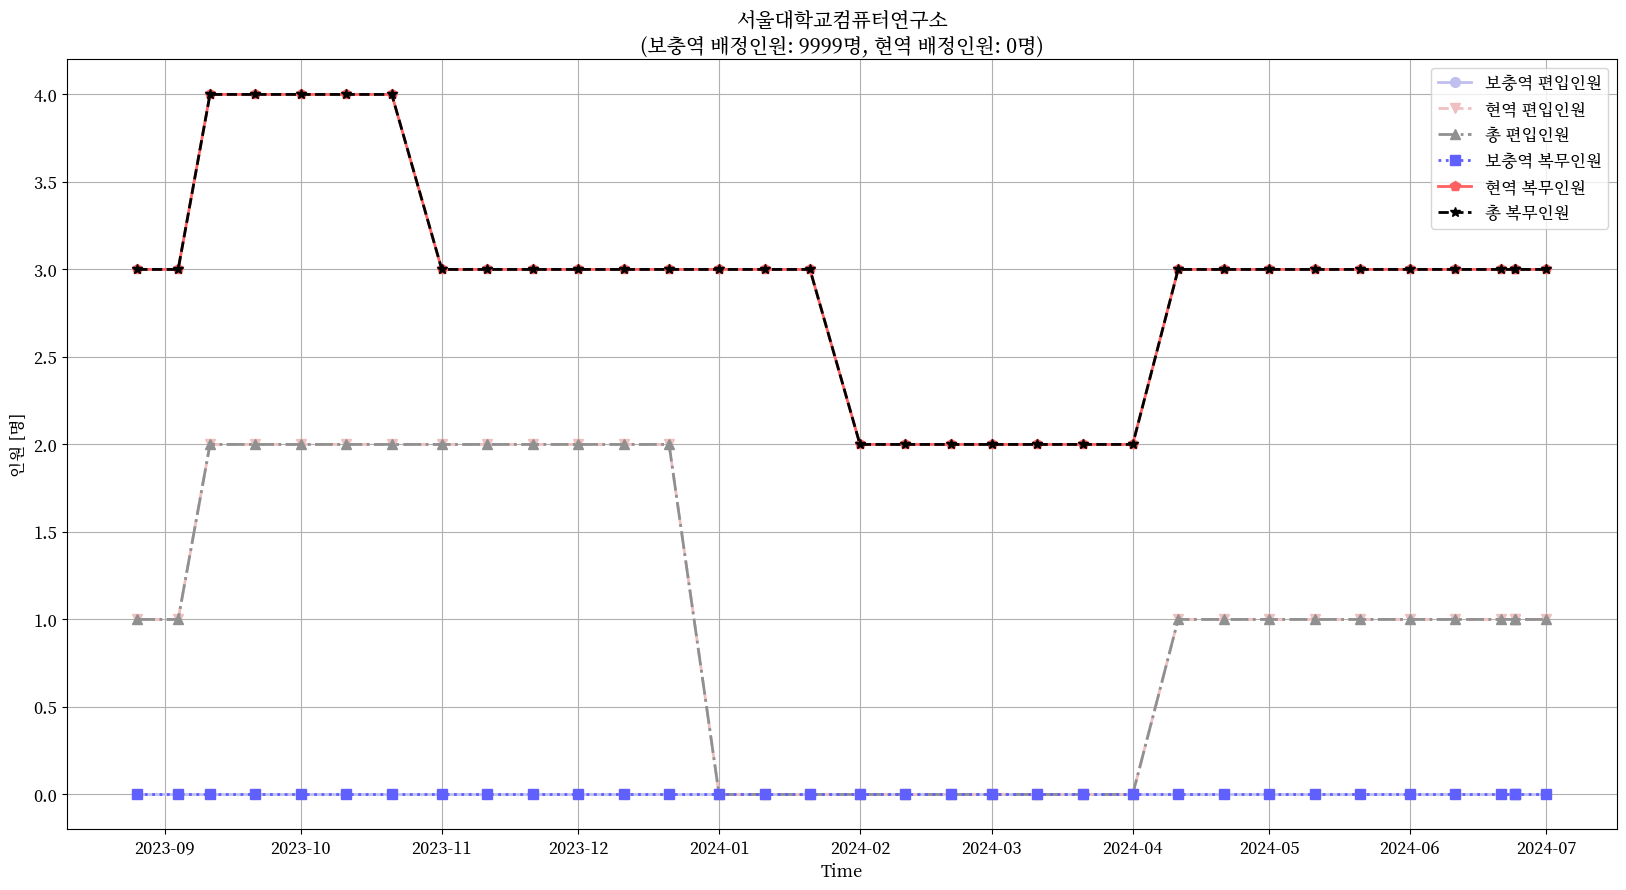 서울대학교컴퓨터연구소
(보충역 배정인원: 9999명, 현역 배정인원: 0명)
보충역 편입인원
현역 편입인원
총 편입인원
보충역 복무인원
현역 복무인원
총 복무인원
인원 [명]
4.0
3.5
3.0
2.5
2.0
1.5
1.0
0.5
0.0
2023-09
2023-10
2023-11
2023-12
2024-01
2024-02
2024-03
2024-04
2024-05
2024-06
2024-07
Time